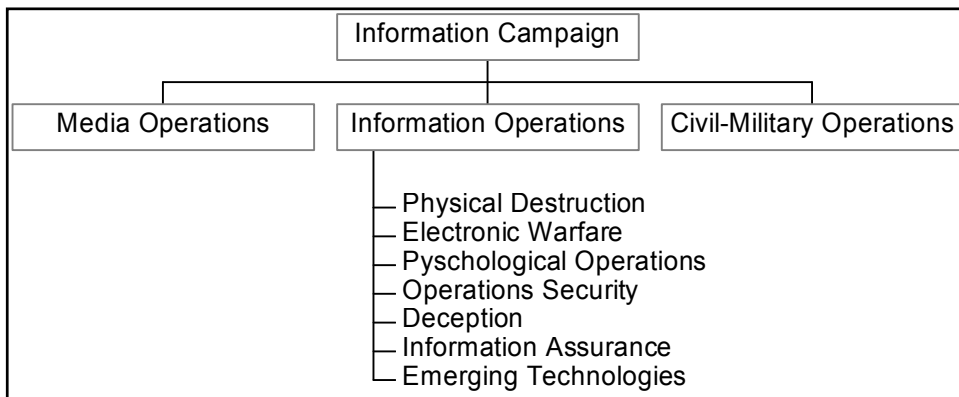 Information Campaign
Media Operations
Information Operations
Civil-Military Operations
Physical Destruction
Electronic Warfare
Pyschological Operations
Operations Security
Deception
Information Assurance
Emerging Technologies